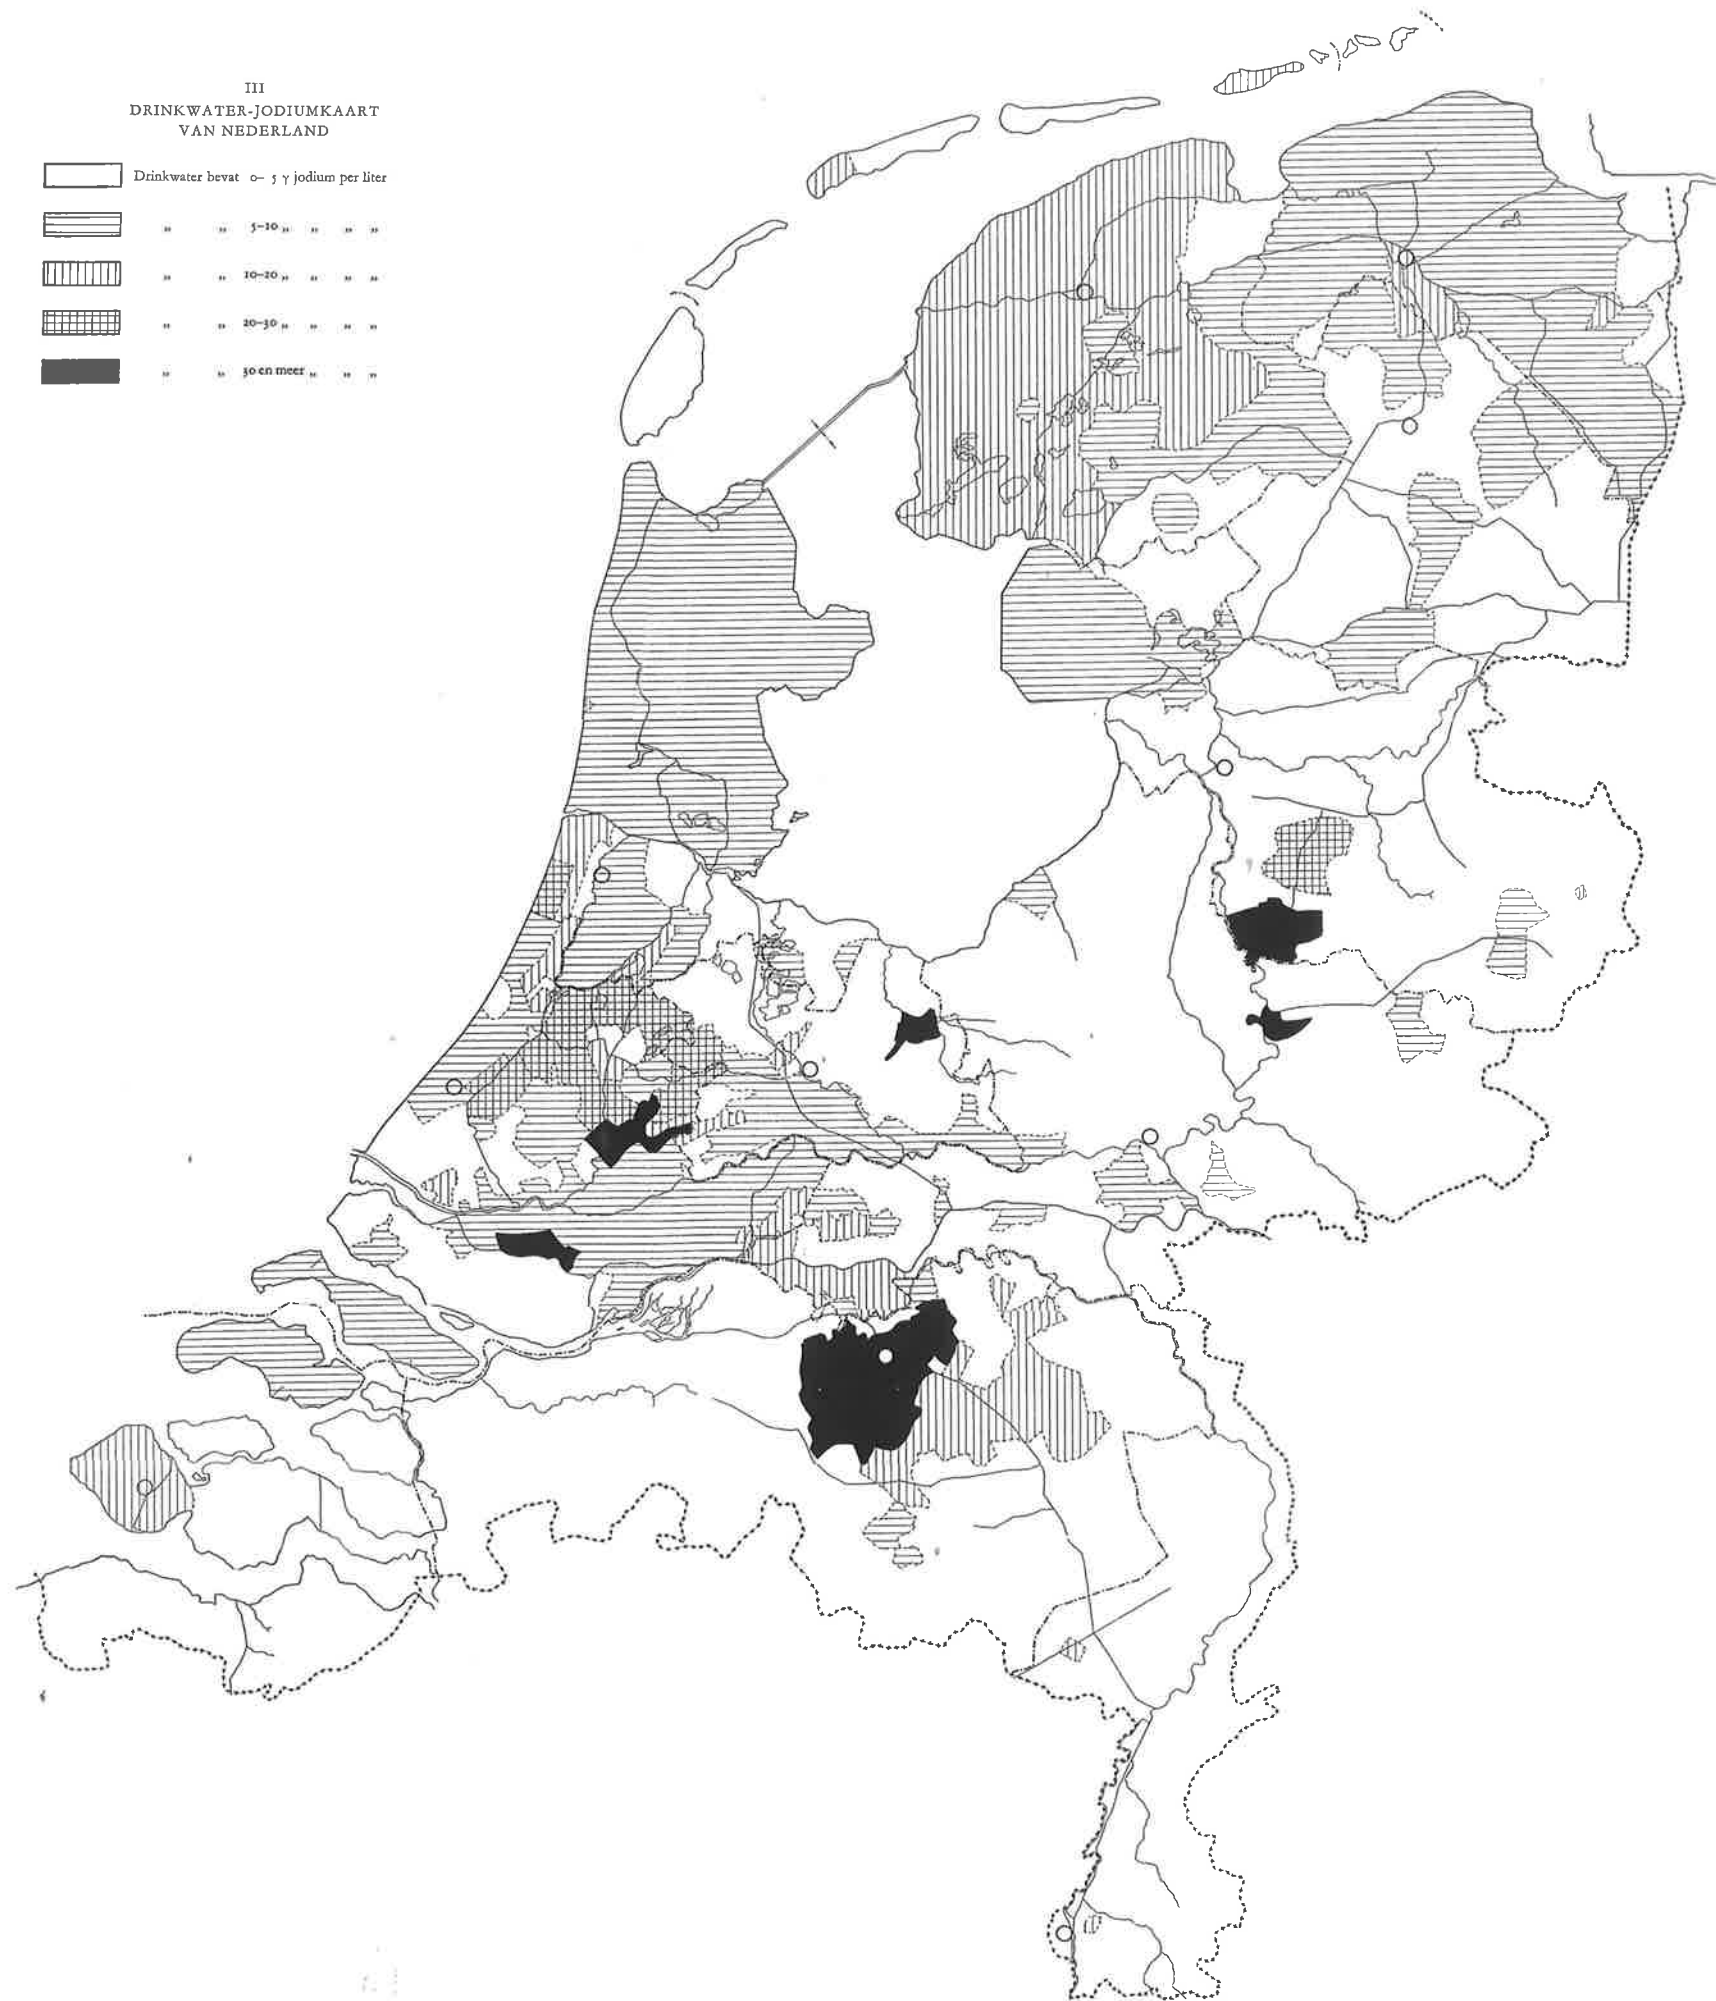 III
DRINKWATER-JODIUMKAART
VAN NEDERLAND
Drinkwater bevat 0– 5 γ jodium per liter
„ „ 5–10 „ „ „ „
„ „ 10–20 „ „ „ „
„ „ 20–30 „ „ „ „
„ „ 30 en meer „ „ „